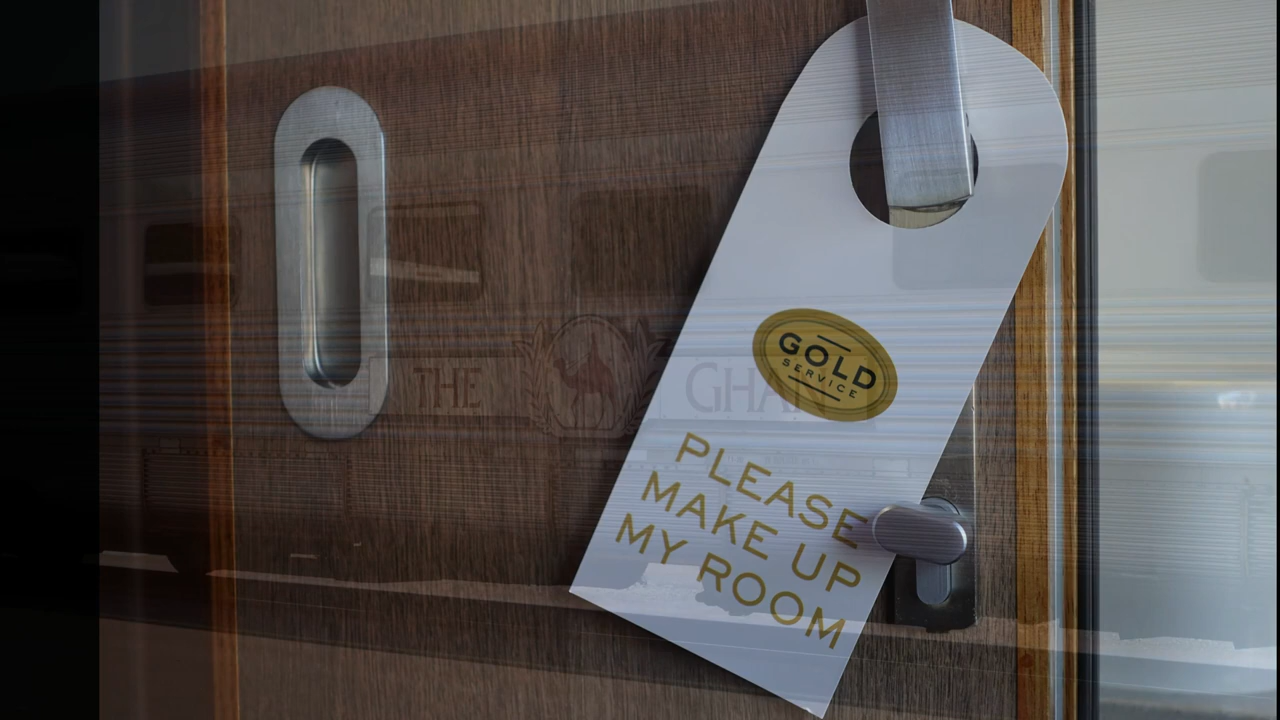 GOLD
SERVICE
THE GHAN
PLEASE
MAKE UP
MY ROOM